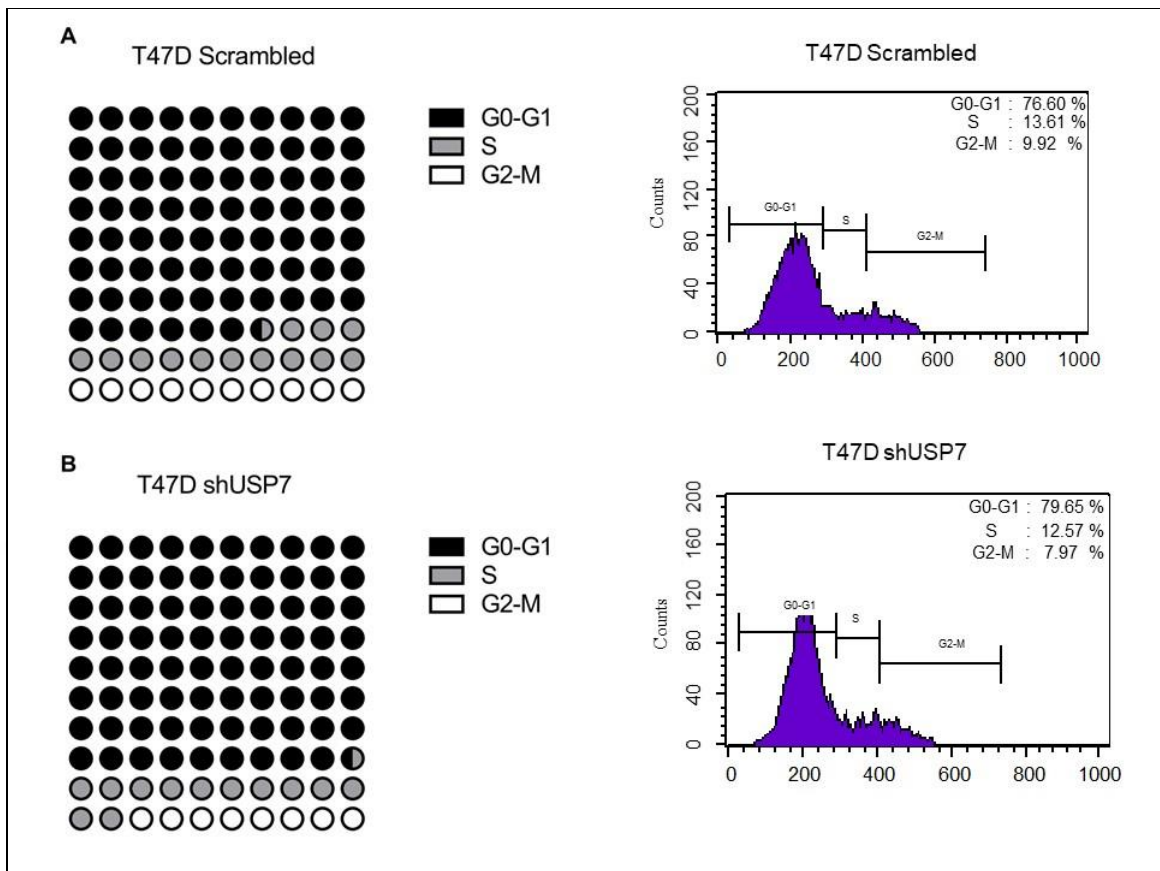 A
T47D Scrambled
G0-G1
S
G2-M
T47D Scrambled
G0-G1 : 76.60 %
S : 13.61 %
G2-M : 9.92 %
Counts
200
160
120
80
40
0
G0-G1
S
G2-M
0 200 400 600 800 1000
B
T47D shUSP7
G0-G1
S
G2-M
T47D shUSP7
G0-G1 : 79.65 %
S : 12.57 %
G2-M : 7.97 %
Counts
200
160
120
80
40
0
G0-G1
S
G2-M
0 200 400 600 800 1000